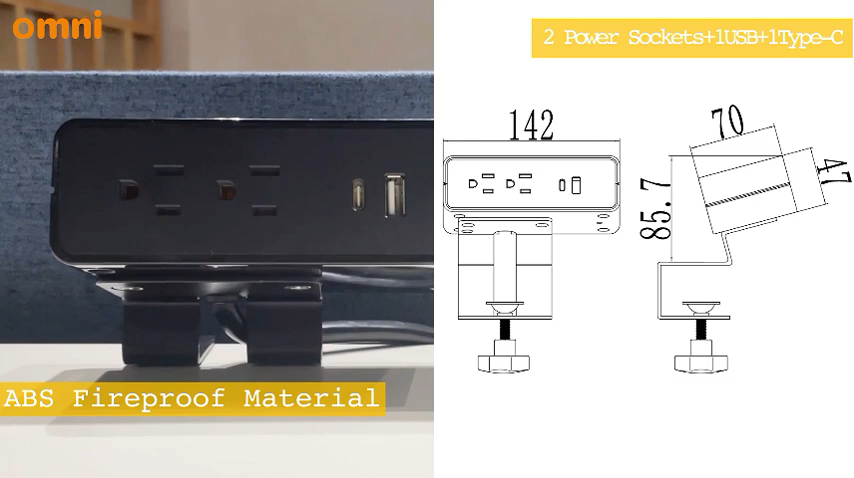 omni
2 Power Sockets+1USB+1Type-C
142
70
47
85.7
ABS Fireproof Material